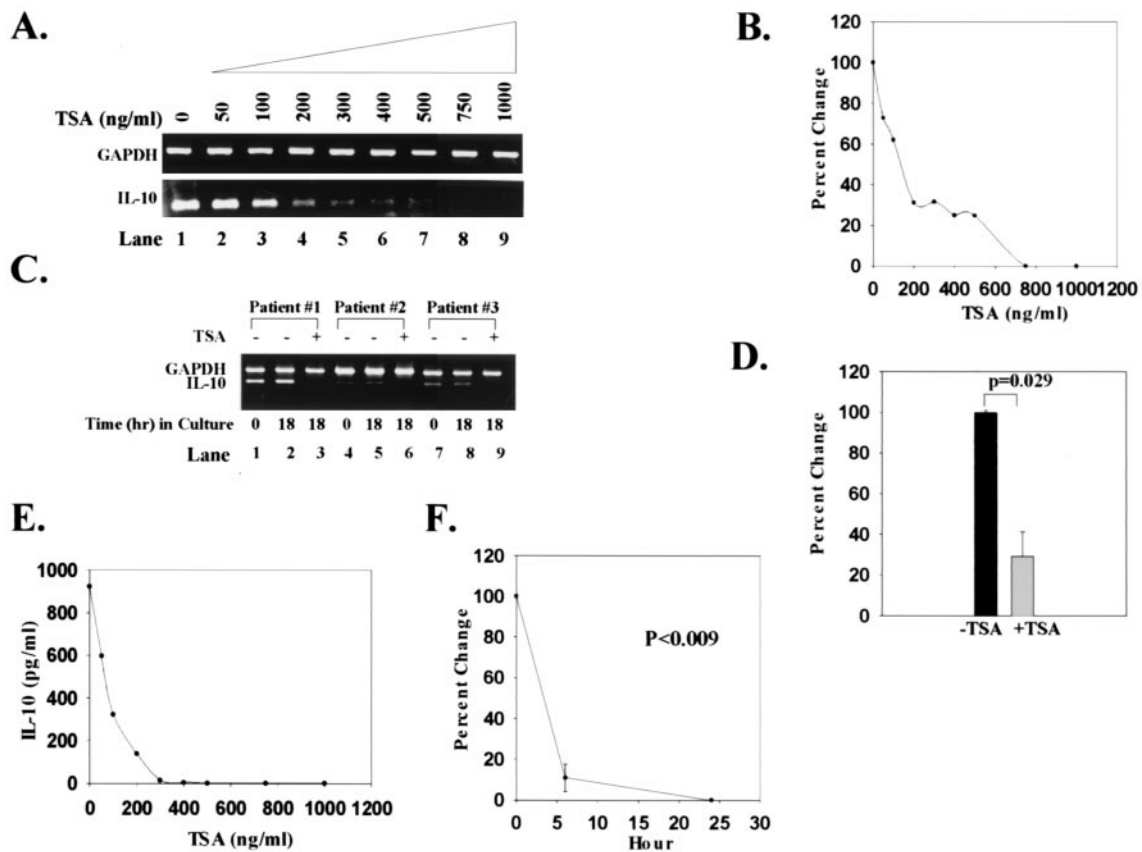 A.
TSA (ng/ml) 0 50 100 200 300 400 500 750 1000
GAPDH
IL-10
Lane 1 2 3 4 5 6 7 8 9
B.
Percent Change
120
100
80
60
40
20
0
0 200 400 600 800 1000 1200
TSA (ng/ml)
C.
Patient #1 Patient #2 Patient #3
TSA - - + - - + - - +
GAPDH
IL-10
Time (hr) in Culture 0 18 18 0 18 18 0 18 18
Lane 1 2 3 4 5 6 7 8 9
D.
Percent Change
120
100
80
60
40
20
0
p=0.029
-TSA +TSA
E.
IL-10 (pg/ml)
1000
800
600
400
200
0
0 200 400 600 800 1000 1200
TSA (ng/ml)
F.
Percent Change
120
100
80
60
40
20
0
P<0.009
0 5 10 15 20 25 30
Hour